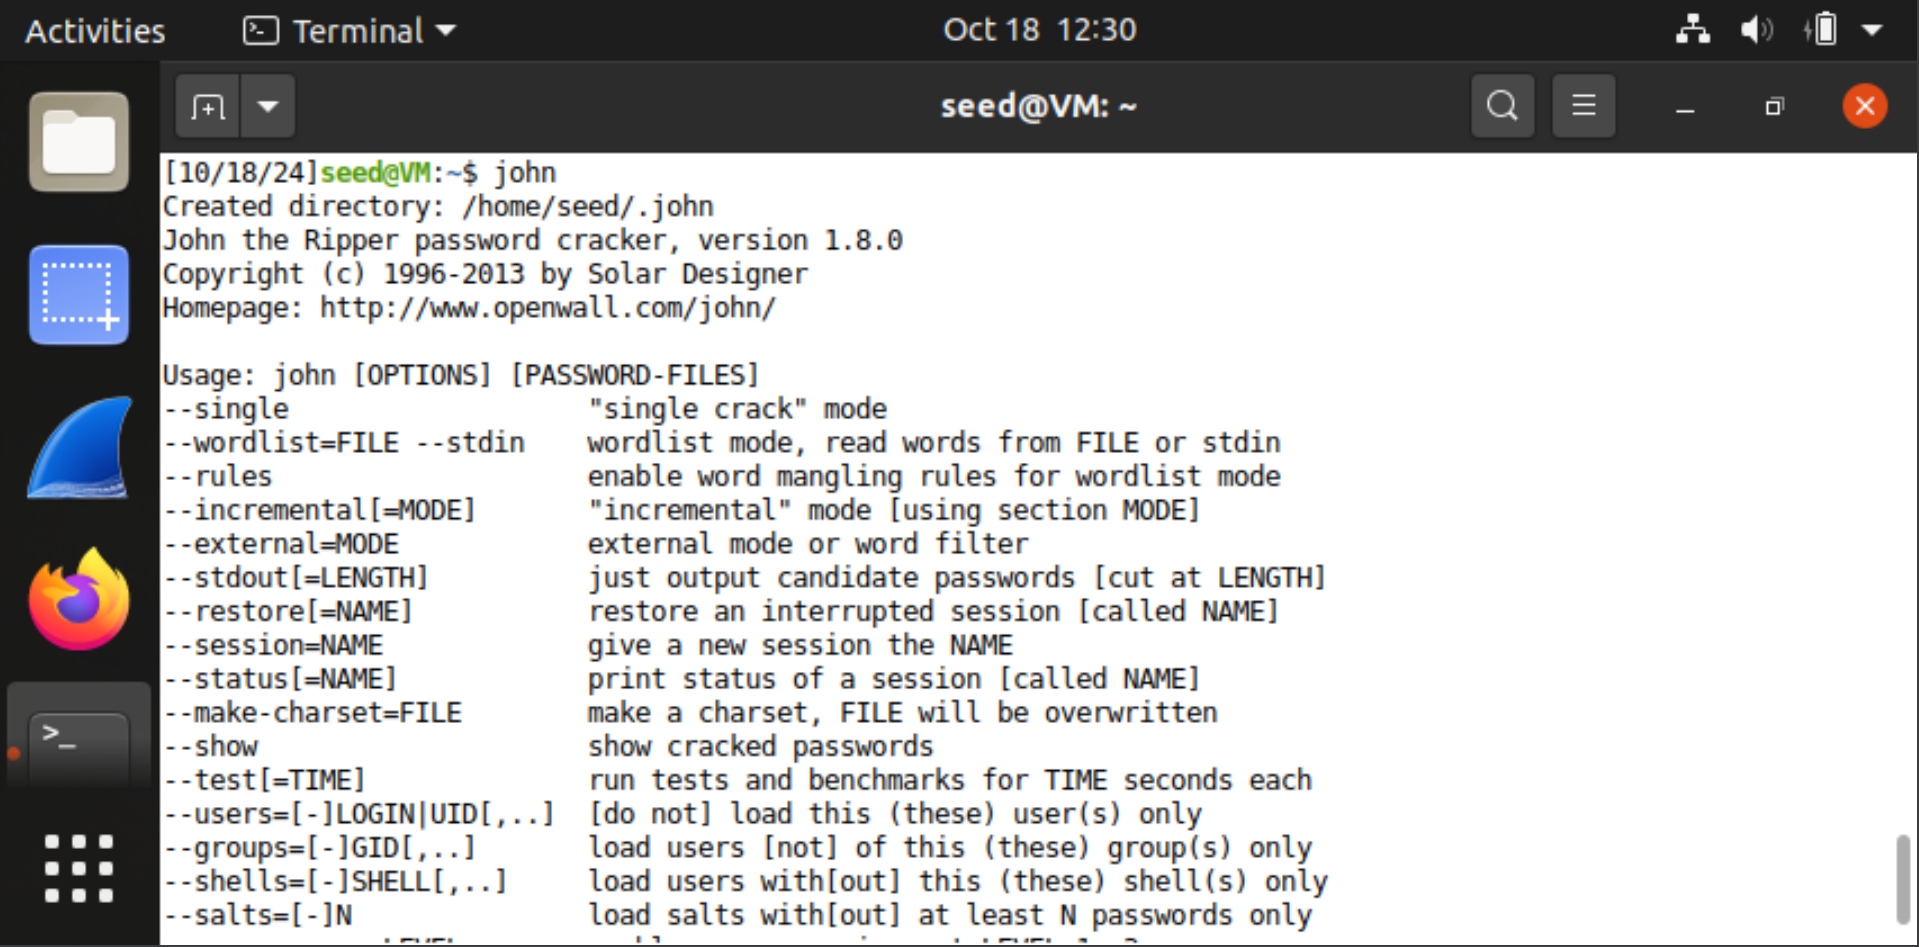 Activities Terminal Oct 18 12:30
seed@VM: ~
[10/18/24]seed@VM:~$ john
Created directory: /home/seed/.john
John the Ripper password cracker, version 1.8.0
Copyright (c) 1996-2013 by Solar Designer
Homepage: http://www.openwall.com/john/
Usage: john [OPTIONS] [PASSWORD-FILES]
--single "single crack" mode
--wordlist=FILE --stdin wordlist mode, read words from FILE or stdin
--rules enable word mangling rules for wordlist mode
--incremental[=MODE] "incremental" mode [using section MODE]
--external=MODE external mode or word filter
--stdout[=LENGTH] just output candidate passwords [cut at LENGTH]
--restore[=NAME] restore an interrupted session [called NAME]
--session=NAME give a new session the NAME
--status[=NAME] print status of a session [called NAME]
--make-charset=FILE make a charset, FILE will be overwritten
--show show cracked passwords
--test[=TIME] run tests and benchmarks for TIME seconds each
--users=[-]LOGIN|UID[,..] [do not] load this (these) user(s) only
--groups=[-]GID[,..] load users [not] of this (these) group(s) only
--shells=[-]SHELL[,..] load users with[out] this (these) shell(s) only
--salts=[-]N load salts with[out] at least N passwords only